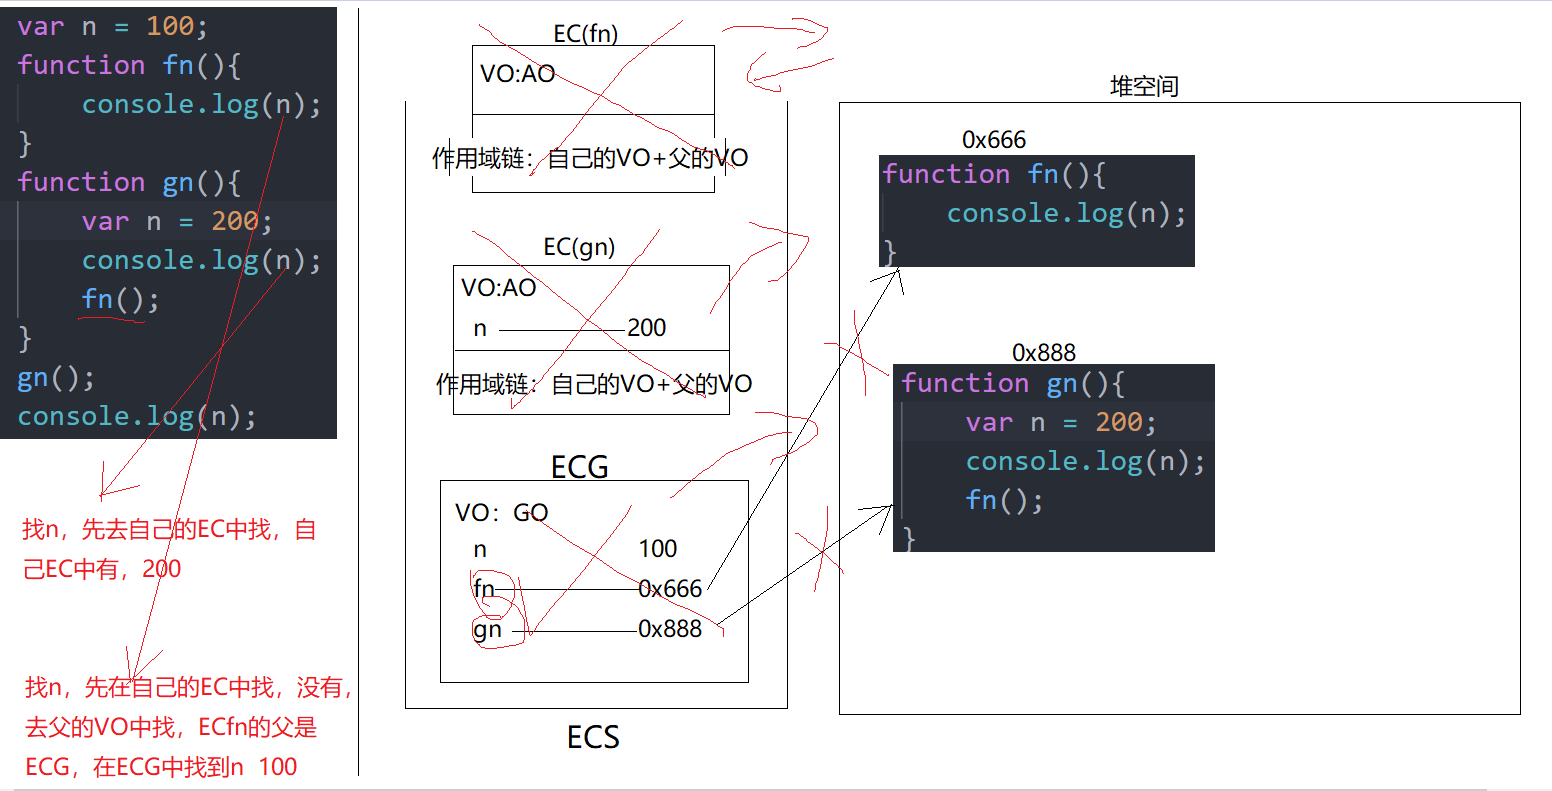 var n = 100;
function fn(){
console.log(n);
}
function gn(){
var n = 200;
console.log(n);
fn();
}
gn();
console.log(n);
找n，先去自己的EC中找，自
己EC中有，200
找n，先在自己的EC中找，没有，
去父的VO中找，ECfn的父是
ECG，在ECG中找到n 100
EC(fn)
VO:AO
作用域链：自己的VO+父的VO
EC(gn)
VO:AO
n 200
作用域链：自己的VO+父的VO
ECG
VO：GO
n 100
fn 0x666
gn 0x888
ECS
堆空间
0x666
function fn(){
console.log(n);
}
0x888
function gn(){
var n = 200;
console.log(n);
fn();
}